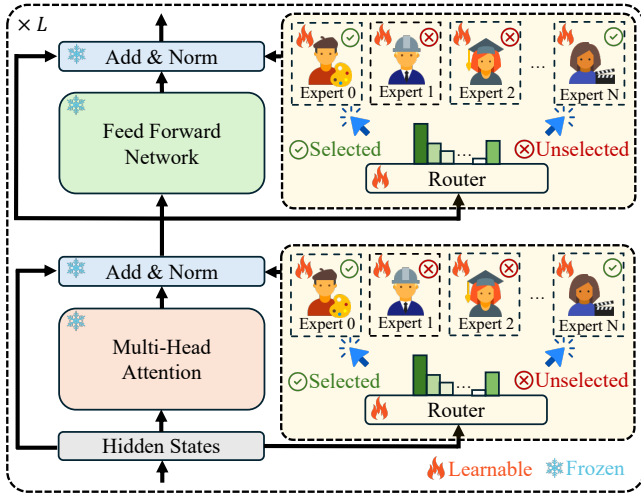 × L
Add & Norm
Feed Forward
Network
Expert 0
Expert 1
Expert 2
...
Expert N
Selected
...
Unselected
Router
Add & Norm
Multi-Head
Attention
Hidden States
Expert 0
Expert 1
Expert 2
...
Expert N
Selected
...
Unselected
Router
Learnable
Frozen